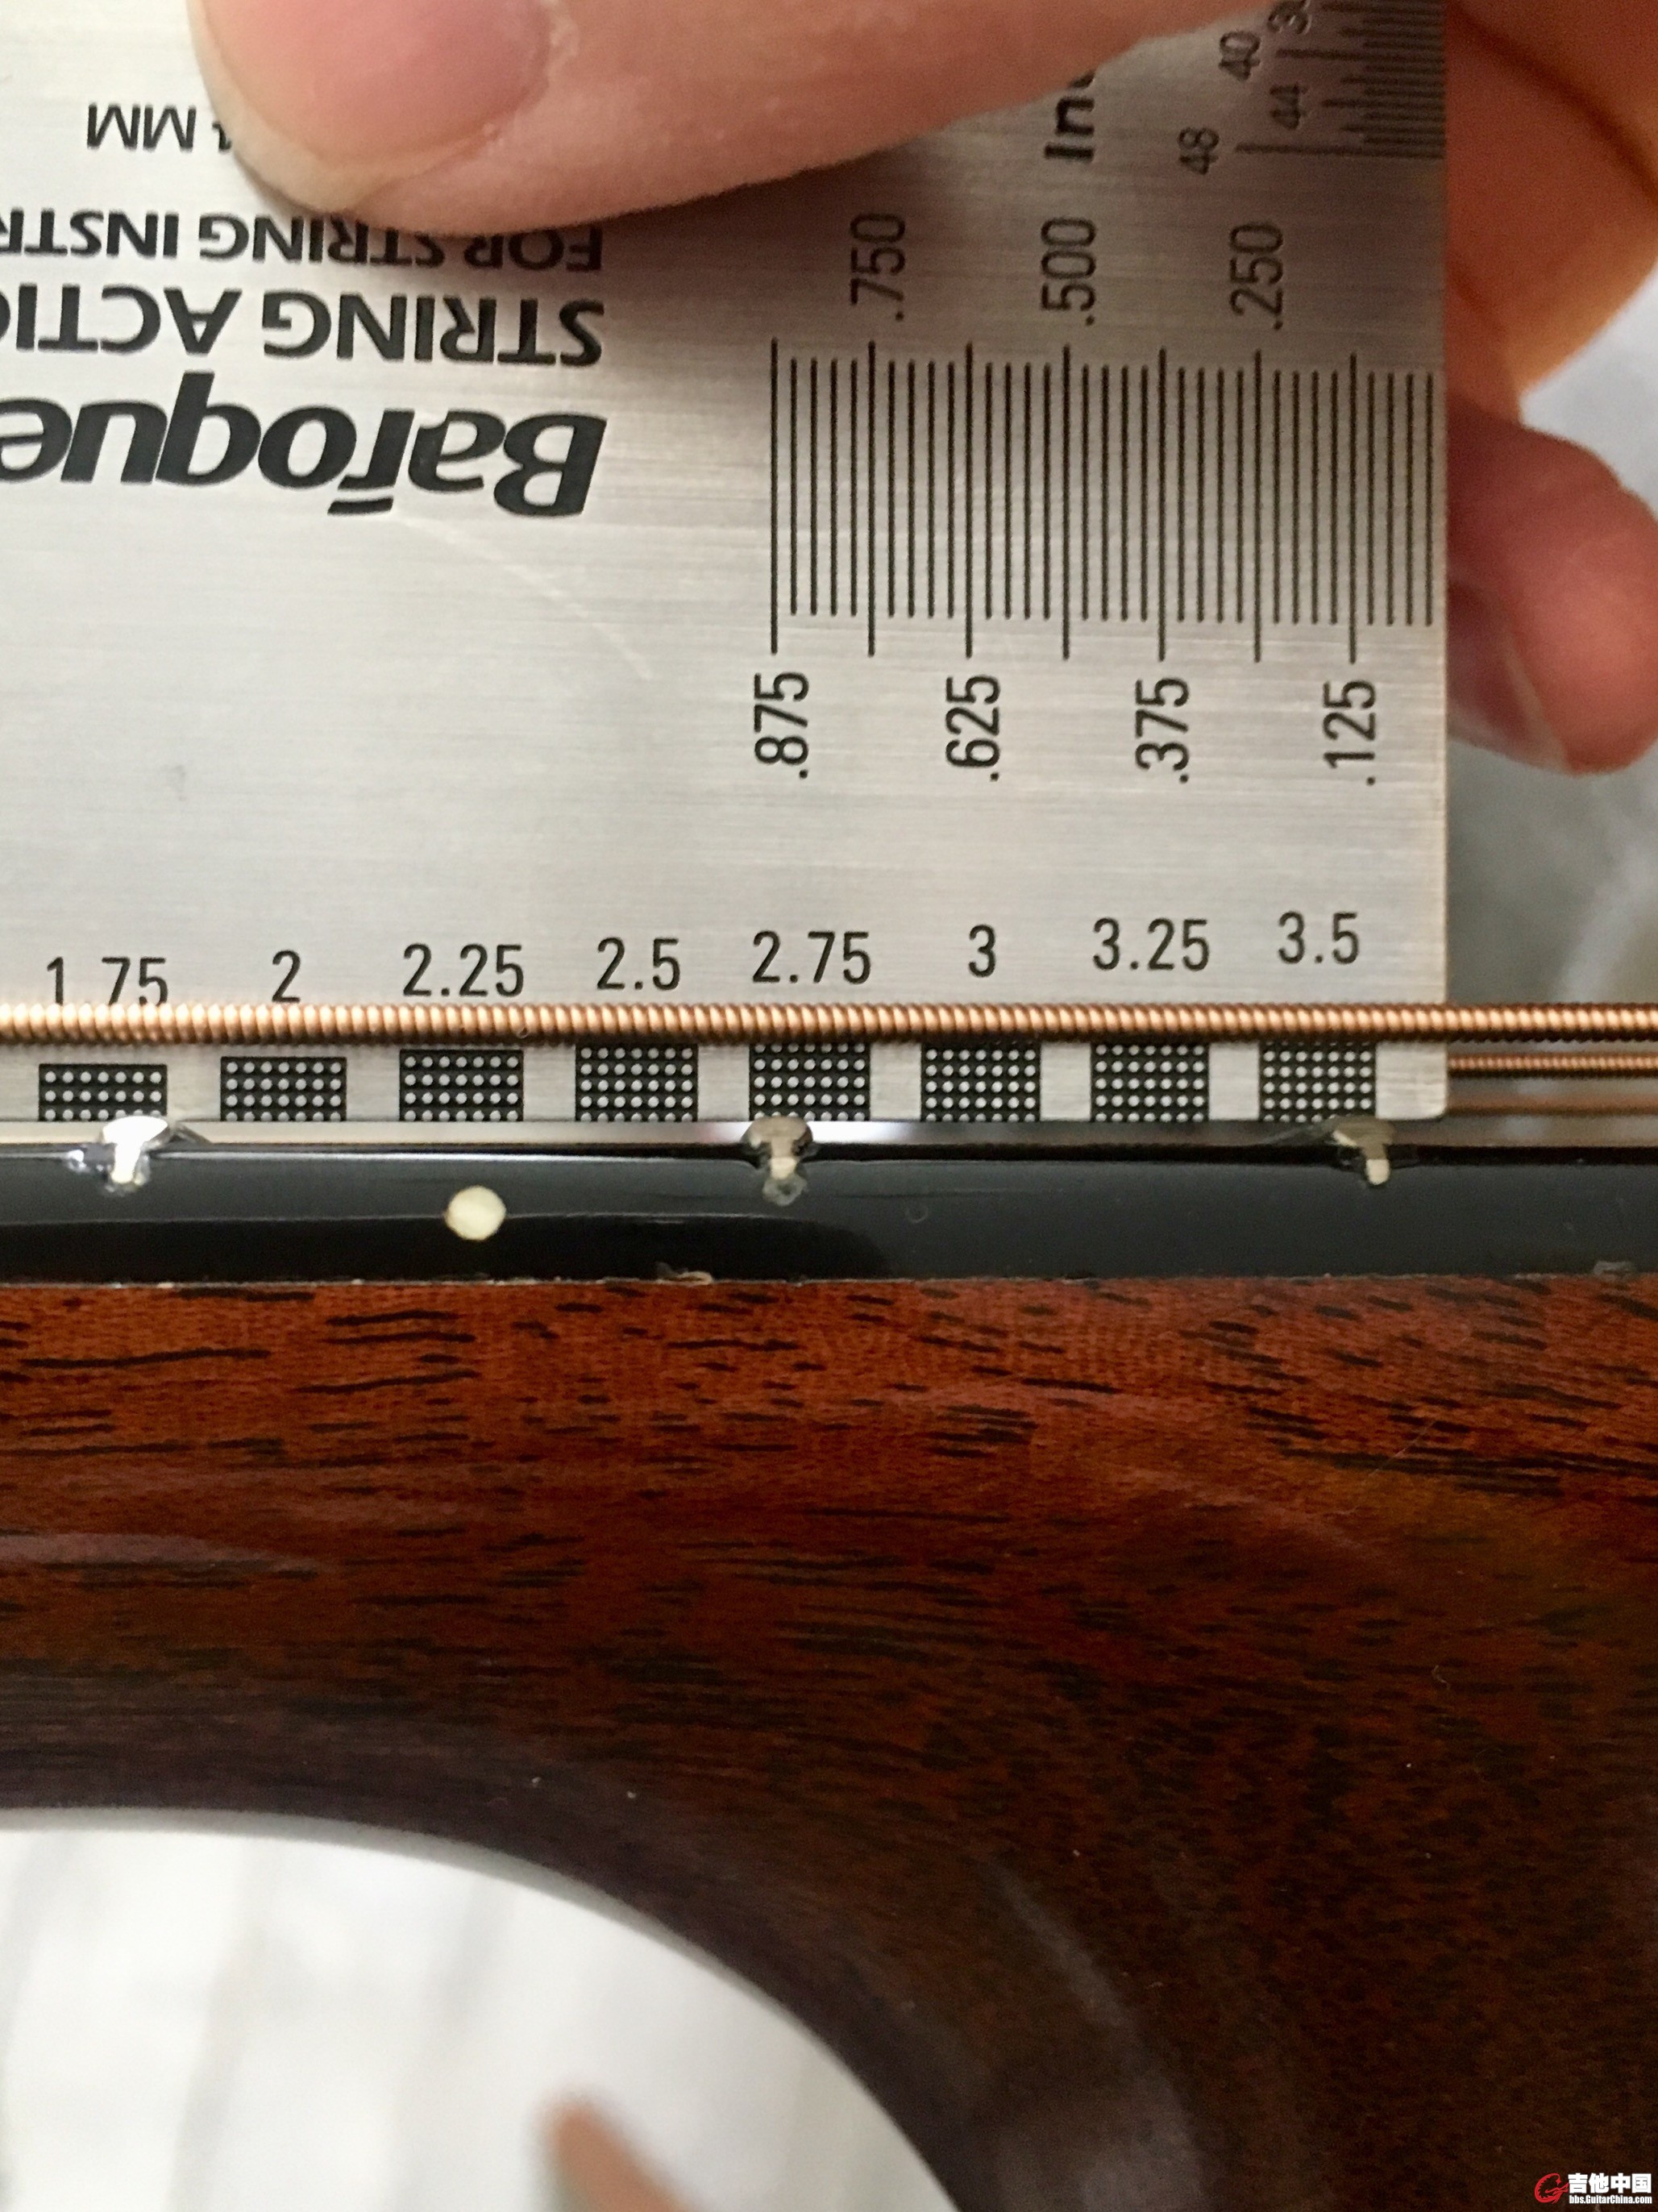 4 MM
FOR STRING INSTR
STRING ACTIO
Baroque
40
44
48
.750
.500
.250
.875
.625
.375
.125
1.75 2 2.25 2.5 2.75 3 3.25 3.5
吉他中国
bbs.GuitarChina.com